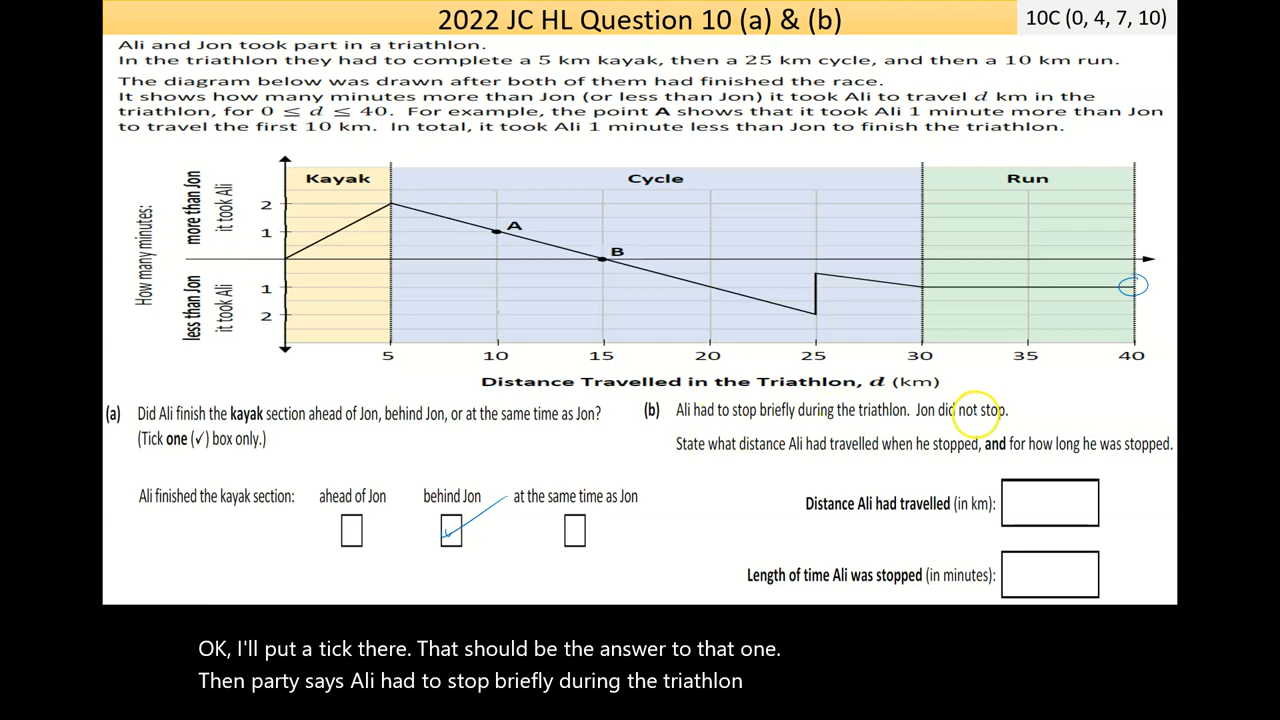 2022 JC HL Question 10 (a) & (b)
10C (0, 4, 7, 10)
Ali and Jon took part in a triathlon.
In the triathlon they had to complete a 5 km kayak, then a 25 km cycle, and then a 10 km run.
The diagram below was drawn after both of them had finished the race.
It shows how many minutes more than Jon (or less than Jon) it took Ali to travel d km in the
triathlon, for 0 ≤ d ≤ 40. For example, the point A shows that it took Ali 1 minute more than Jon
to travel the first 10 km. In total, it took Ali 1 minute less than Jon to finish the triathlon.
How many minutes:
more than Jon
it took Ali
less than Jon
it took Ali
Kayak
Cycle
Run
2
1
1
2
A
B
5
10
15
20
25
30
35
40
Distance Travelled in the Triathlon, d (km)
(a) Did Ali finish the kayak section ahead of Jon, behind Jon, or at the same time as Jon?
(Tick one (✓) box only.)
Ali finished the kayak section:
ahead of Jon
behind Jon
at the same time as Jon
(b) Ali had to stop briefly during the triathlon. Jon did not stop.
State what distance Ali had travelled when he stopped, and for how long he was stopped.
Distance Ali had travelled (in km):
Length of time Ali was stopped (in minutes):
OK, I'll put a tick there. That should be the answer to that one.
Then party says Ali had to stop briefly during the triathlon